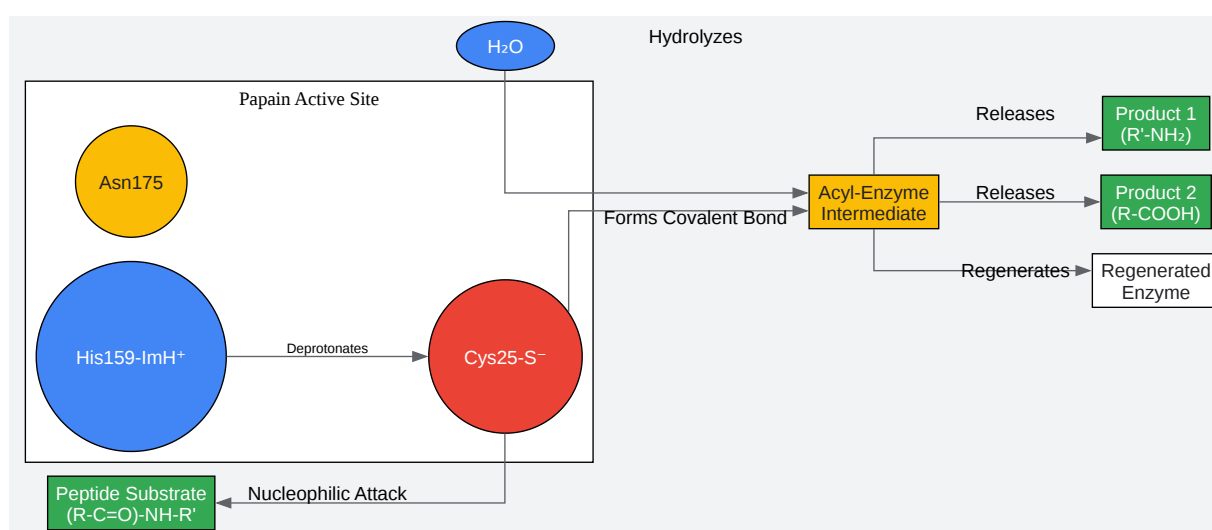 Hydrolyzes
H₂O
Papain Active Site
Asn175
His159-ImH⁺
Deprotonates
Cys25-S⁻
Forms Covalent Bond
Acyl-Enzyme
Intermediate
Releases
Product 1
(R'-NH₂)
Releases
Product 2
(R-COOH)
Regenerates
Regenerated
Enzyme
Peptide Substrate
(R-C=O)-NH-R'
Nucleophilic Attack